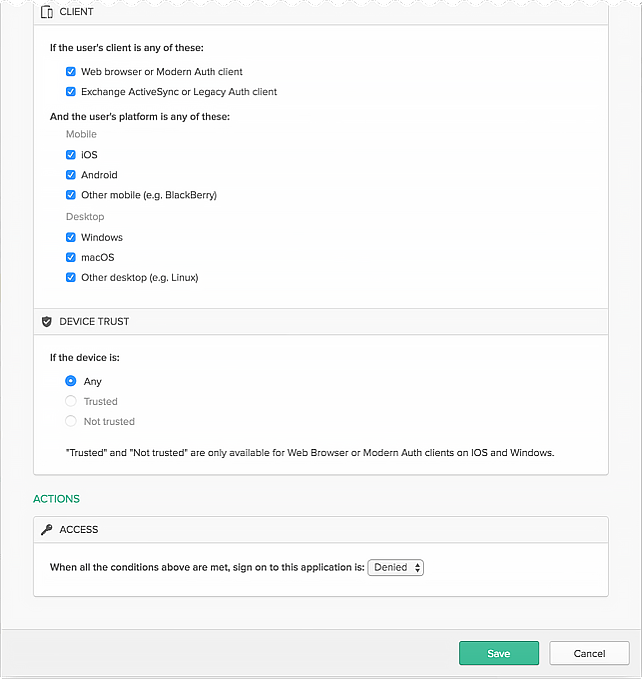 CLIENT
If the user's client is any of these:
Web browser or Modern Auth client
Exchange ActiveSync or Legacy Auth client
And the user's platform is any of these:
Mobile
iOS
Android
Other mobile (e.g. BlackBerry)
Desktop
Windows
macOS
Other desktop (e.g. Linux)
DEVICE TRUST
If the device is:
Any
Trusted
Not trusted
"Trusted" and "Not trusted" are only available for Web Browser or Modern Auth clients on IOS and Windows.
ACTIONS
ACCESS
When all the conditions above are met, sign on to this application is: Denied
Save Cancel